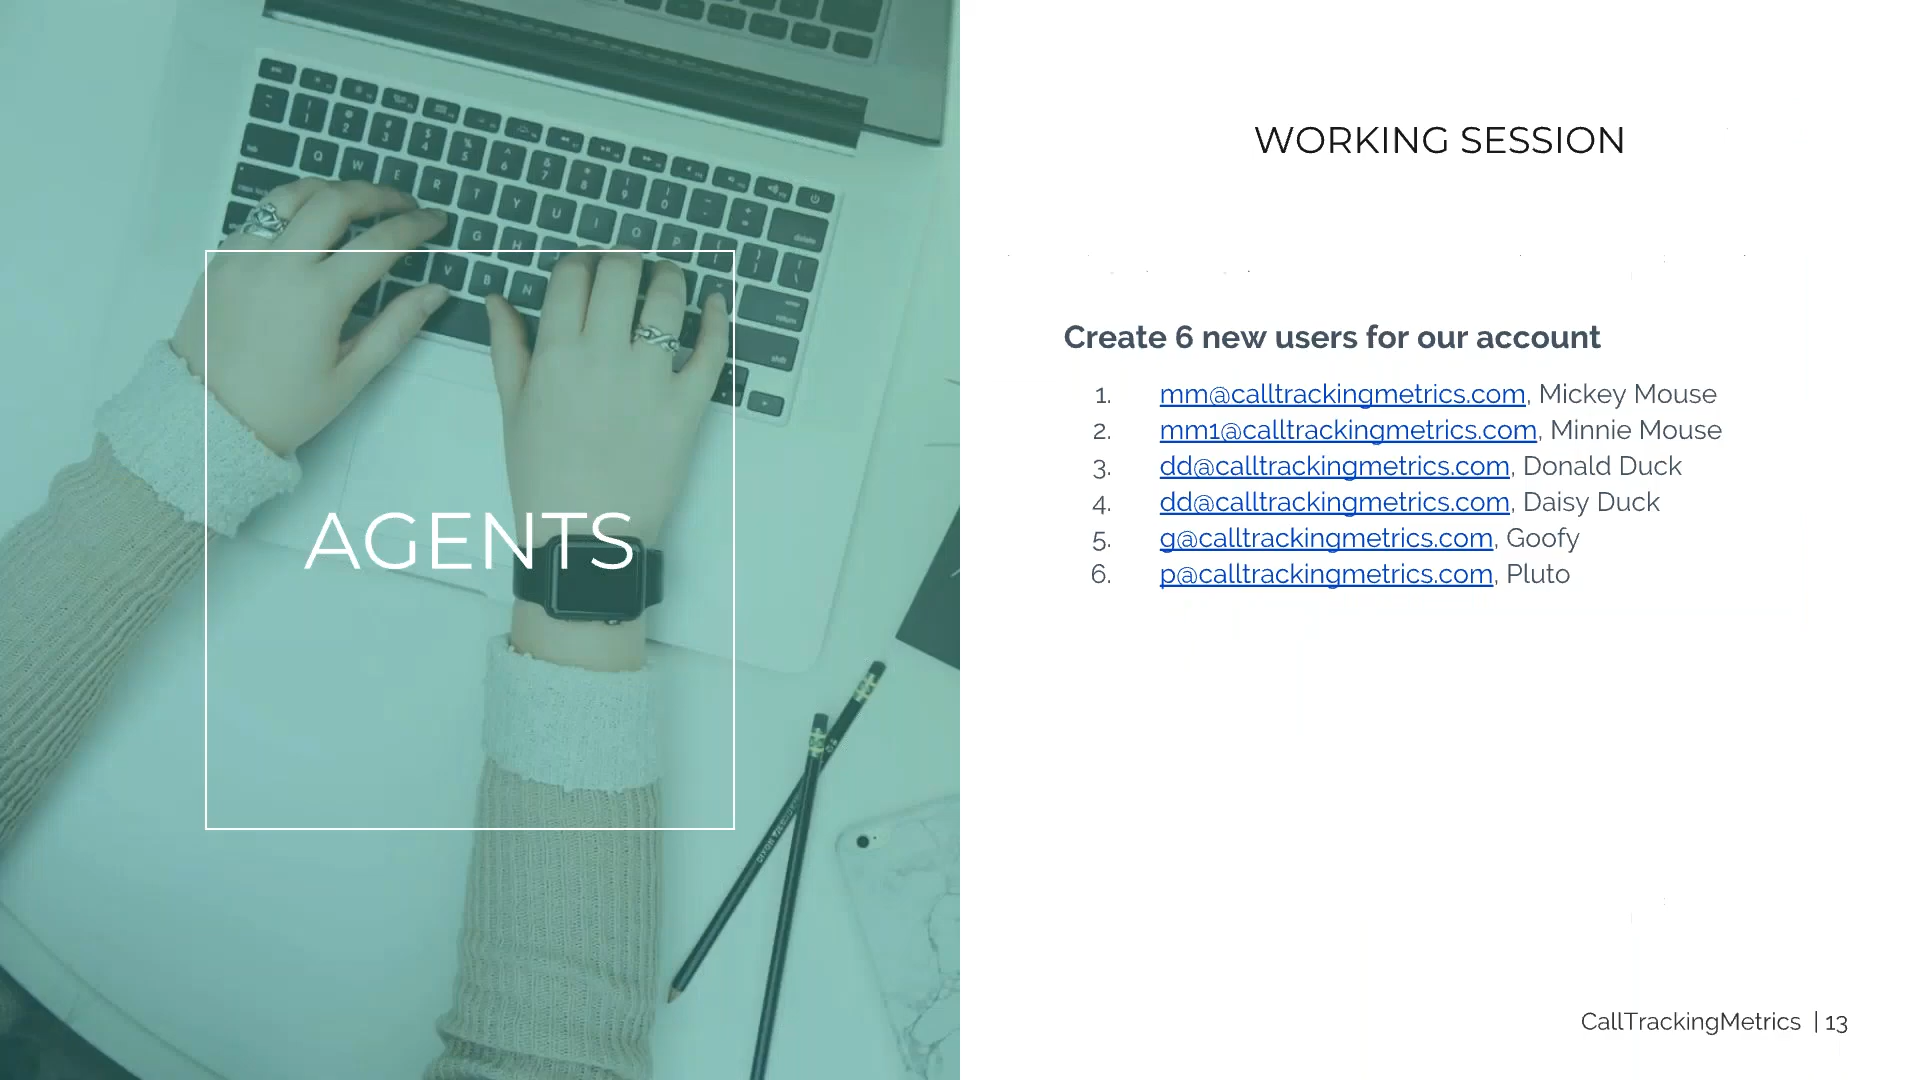 AGENTS
WORKING SESSION
Create 6 new users for our account
1. mm@calltrackingmetrics.com, Mickey Mouse
2. mm1@calltrackingmetrics.com, Minnie Mouse
3. dd@calltrackingmetrics.com, Donald Duck
4. dd@calltrackingmetrics.com, Daisy Duck
5. g@calltrackingmetrics.com, Goofy
6. p@calltrackingmetrics.com, Pluto
CallTrackingMetrics | 13